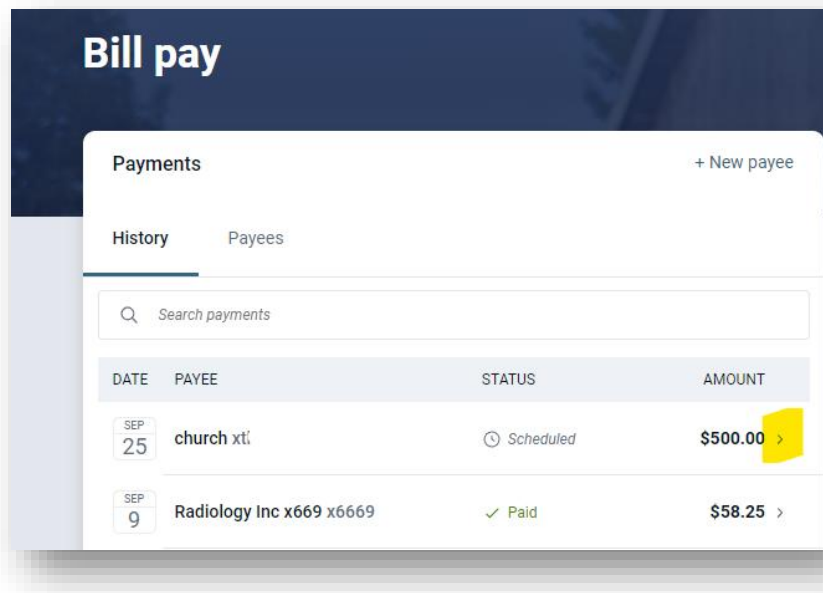 Bill pay
Payments + New payee
History Payees
Search payments
DATE PAYEE STATUS AMOUNT
SEP
25 church Scheduled $500.00
SEP
9 Radiology Inc x669 x6669 Paid $58.25